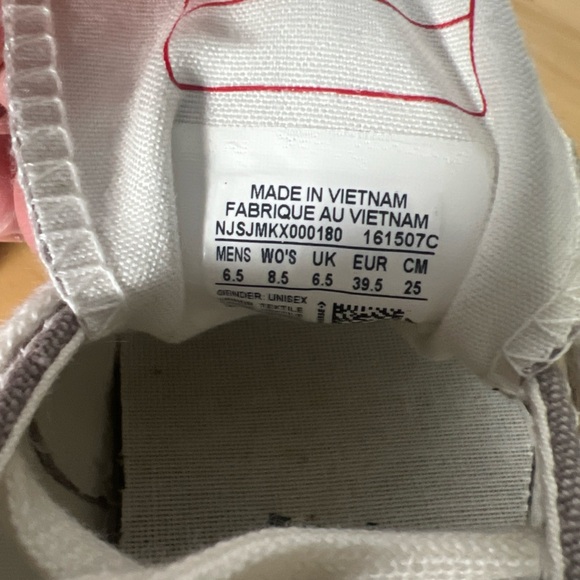 MADE IN VIETNAM
FABRIQUE AU VIETNAM
NJSJMKX000180 161507C
MENS WO'S UK EUR CM
6.5 8.5 6.5 39.5 25
GENDER: UNISEX
TEXTILE